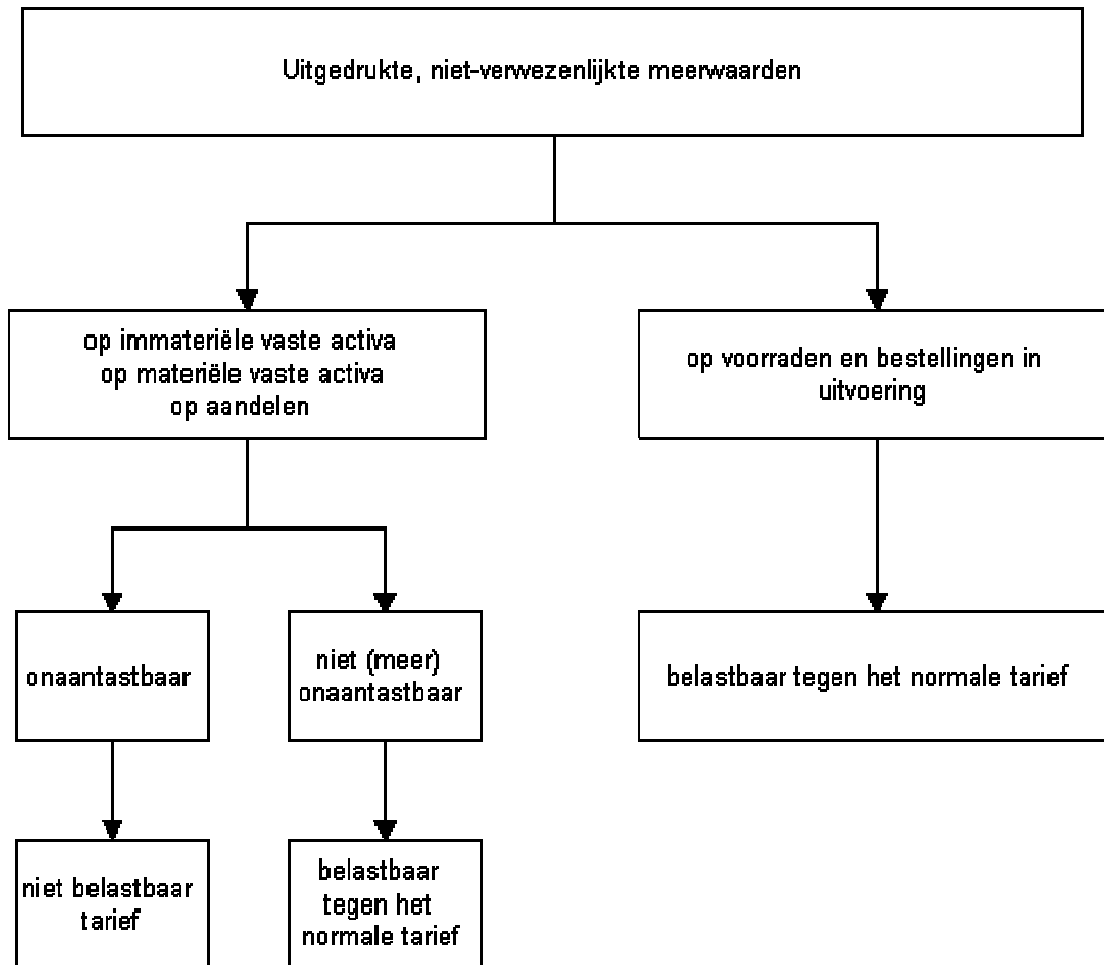 Uitgedrukte, niet-verwezenlijkte meerwaarden
op immateriële vaste activa
op materiële vaste activa
op aandelen
op voorraden en bestellingen in
uitvoering
onaantastbaar
niet (meer)
onaantastbaar
belastbaar tegen het normale tarief
niet belastbaar
tarief
belastbaar
tegen het
normale tarief